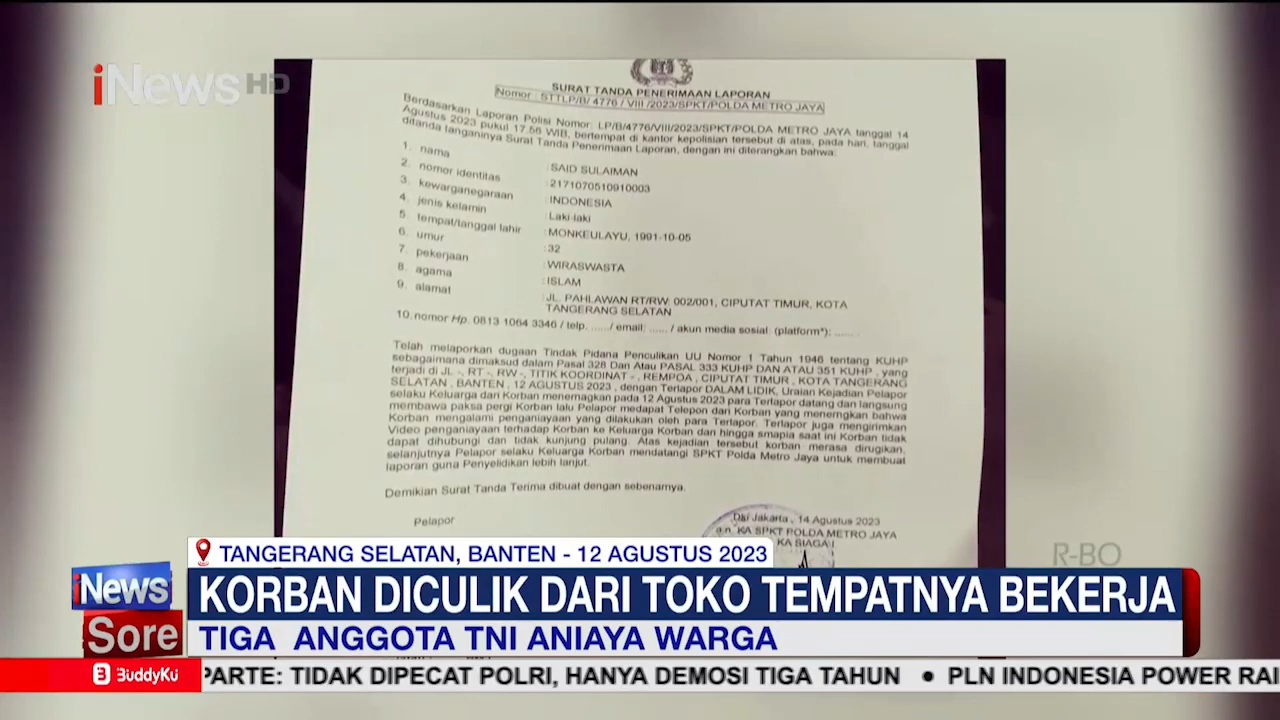 iNews HD
SURAT TANDA PENERIMAAN LAPORAN
Nomor : STTLP/B/ 4776 / VIII /2023/SPKT/POLDA METRO JAYA
Berdasarkan Laporan Polisi Nomor: LP/B/4776/VIII/2023/SPKT/POLDA METRO JAYA tanggal 14
Agustus 2023 pukul 17.56 WIB, bertempat di kantor kepolisian tersebut di atas, pada hari, tanggal
ditanda tanganinya Surat Tanda Penerimaan Laporan, dengan ini diterangkan bahwa:
1. nama : SAID SULAIMAN
2. nomor identitas : 2171070510910003
3. kewarganegaraan : INDONESIA
4. jenis kelamin : Laki-laki
5. tempat/tanggal lahir : MONKEULAYU, 1991-10-05
6. umur : 32
7. pekerjaan : WIRASWASTA
8. agama : ISLAM
9. alamat : JL. PAHLAWAN RT/RW: 002/001, CIPUTAT TIMUR, KOTA
TANGERANG SELATAN
10. nomor Hp. 0813 1064 3346 / telp. ....../ email: ...... / akun media sosial: (platform*): ......
Telah melaporkan dugaan Tindak Pidana Penculikan UU Nomor 1 Tahun 1946 tentang KUHP
sebagaimana dimaksud dalam Pasal 328 Dan Atau PASAL 333 KUHP DAN ATAU 351 KUHP , yang
terjadi di JL -, RT -, RW-, TITIK KOORDINAT - , REMPOA , CIPUTAT TIMUR , KOTA TANGERANG
SELATAN , BANTEN , 12 AGUSTUS 2023 , dengan Terlapor DALAM LIDIK, Uraian Kejadian Pelapor
selaku Keluarga dari Korban menernagkan pada 12 Agustus 2023 para Terlapor datang dan langsung
membawa paksa pergi Korban lalu Pelapor medapat Telepon dari Korban yang menerngkan bahwa
Korban mengalami penganiayaan yang dilakukan oleh para Terlapor. Terlapor juga mengirimkan
Video penganiayaan terhadap Korban ke Keluarga Korban dan hingga smapia saat ini Korban tidak
dapat dihubungi dan tidak kunjung pulang. Atas kejadian tersebut korban merasa dirugikan,
selanjutnya Pelapor selaku Keluarga Korban mendatangi SPKT Polda Metro Jaya untuk membuat
laporan guna Penyelidikan lebih lanjut.
Demikian Surat Tanda Terima dibuat dengan sebenarnya.
Pelapor
Jakarta , 14 Agustus 2023
a.n. KA SPKT POLDA METRO JAYA
KA SIAGA I
R-BO
TANGERANG SELATAN, BANTEN - 12 AGUSTUS 2023
iNews Sore
KORBAN DICULIK DARI TOKO TEMPATNYA BEKERJA
TIGA ANGGOTA TNI ANIAYA WARGA
BuddyKu
PARTE: TIDAK DIPECAT POLRI, HANYA DEMOSI TIGA TAHUN • PLN INDONESIA POWER RAI